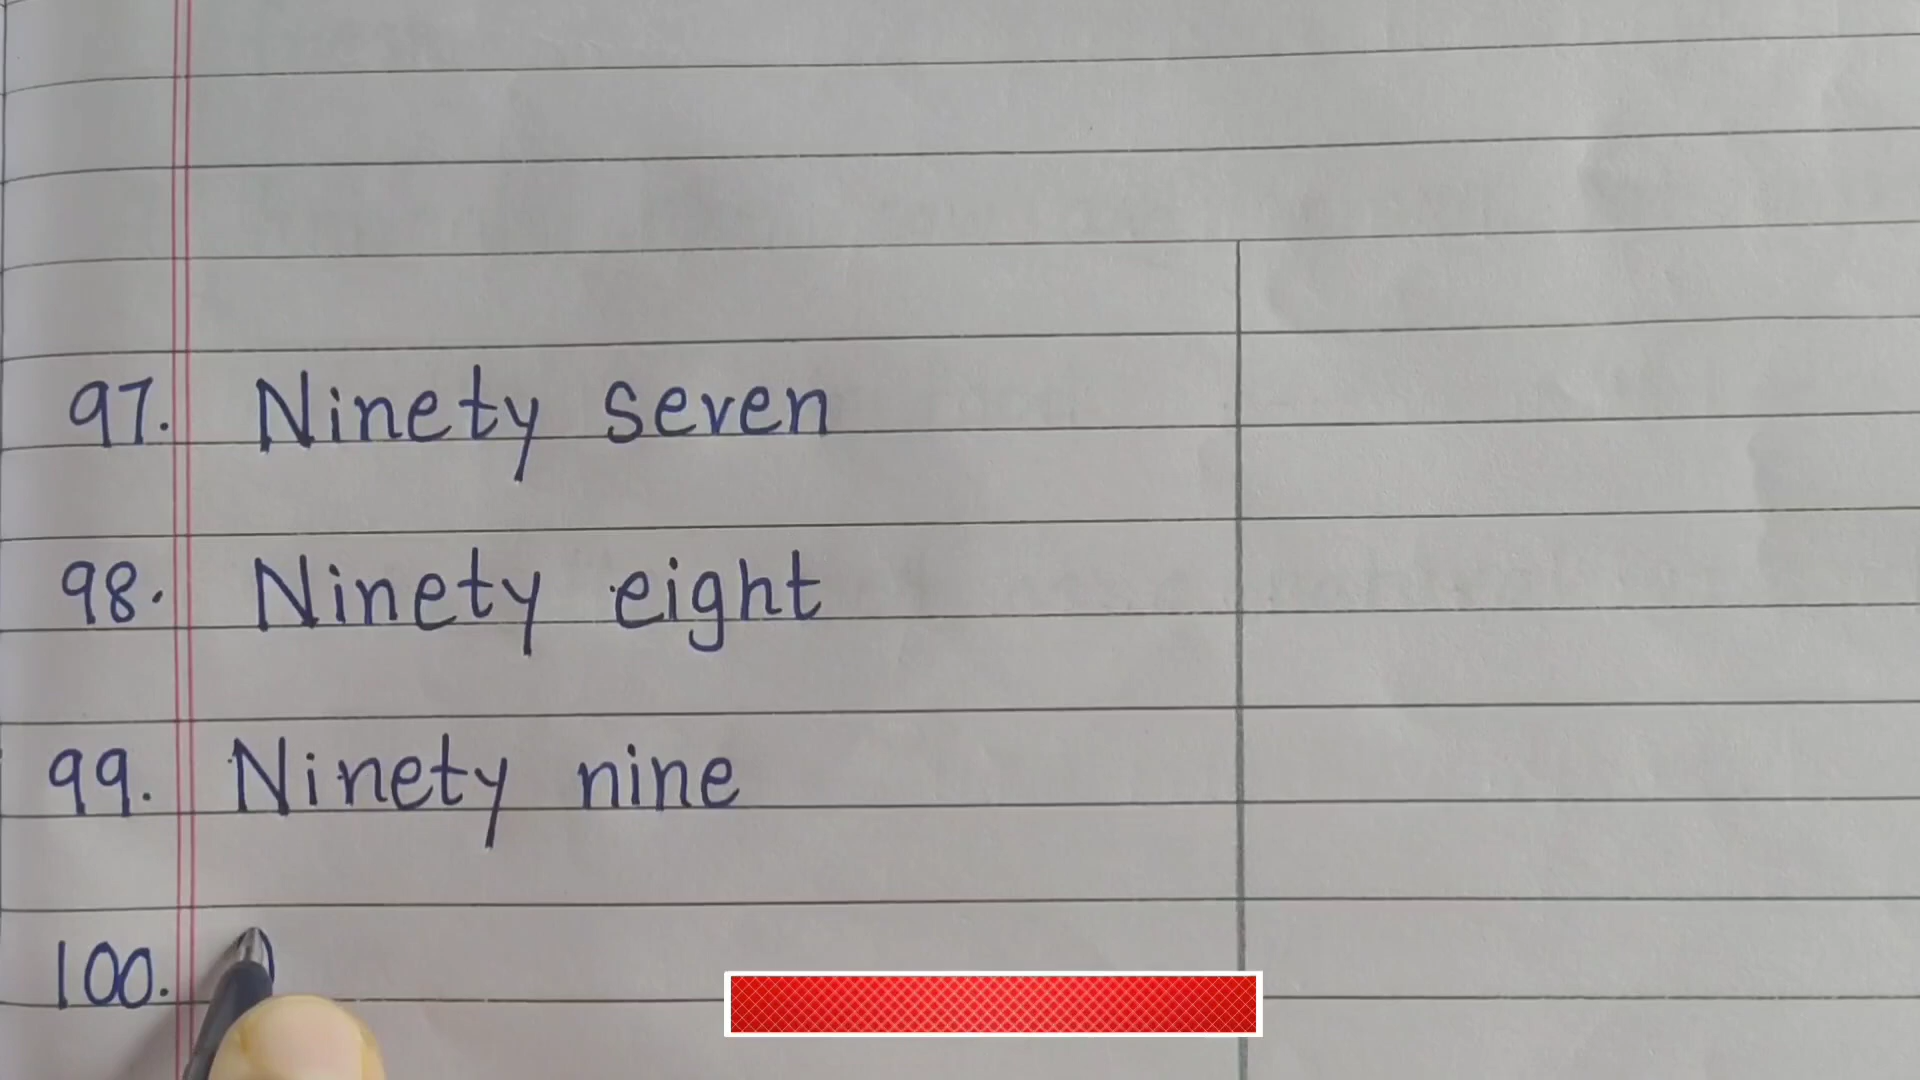 97. Ninety seven
98. Ninety eight
99. Ninety nine
100.